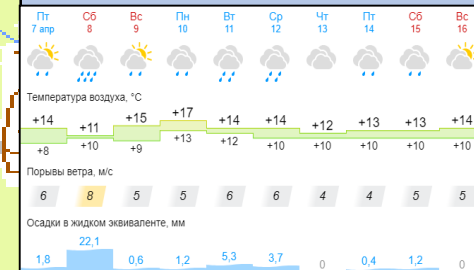 Пт Сб Вс Пн Вт Ср Чт Пт Сб Вс
7 апр 8 9 10 11 12 13 14 15 16
Температура воздуха, °C
+14 +11 +15 +17 +14 +14 +12 +13 +13 +14
+8 +10 +9 +13 +12 +10 +10 +10 +10 +10
Порывы ветра, м/с
6 8 5 5 6 6 4 4 5 5
Осадки в жидком эквиваленте, мм
1,8 22,1 0,6 1,2 5,3 3,7 0 0,4 1,2 0